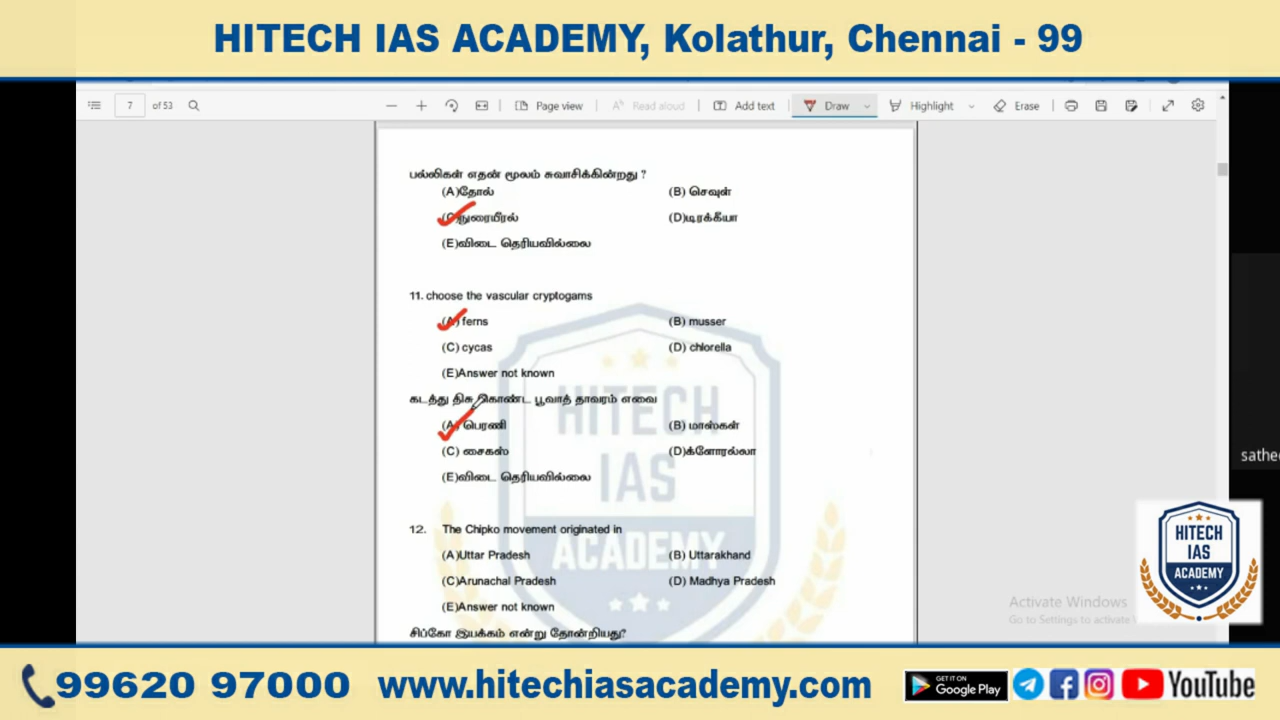 HITECH IAS ACADEMY, Kolathur, Chennai - 99
7 of 53 Page view Read aloud Add text Draw Highlight Erase
பல்லிகள் எதன் மூலம் சுவாசிக்கின்றது ?
(A)தோல் (B) செவுள்
(C)நுரையீரல் (D)டிரக்கீயா
(E)விடை தெரியவில்லை
11. choose the vascular cryptogams
(A) ferns (B) musser
(C) cycas (D) chlorella
(E)Answer not known
கடத்து திசு கொண்ட பூவாத் தாவரம் எவை
(A) பெரணி (B) மாஸ்கள்
(C) சைகஸ் (D)க்ளோரல்லா
(E)விடை தெரியவில்லை
12. The Chipko movement originated in
(A)Uttar Pradesh (B) Uttarakhand
(C)Arunachal Pradesh (D) Madhya Pradesh
(E)Answer not known
சிப்கோ இயக்கம் என்று தோன்றியது?
HITECH
IAS
ACADEMY
sathee
HITECH
IAS
ACADEMY
Activate Windows
Go to Settings to activate
99620 97000 www.hitechiasacademy.com GET IT ON Google Play YouTube